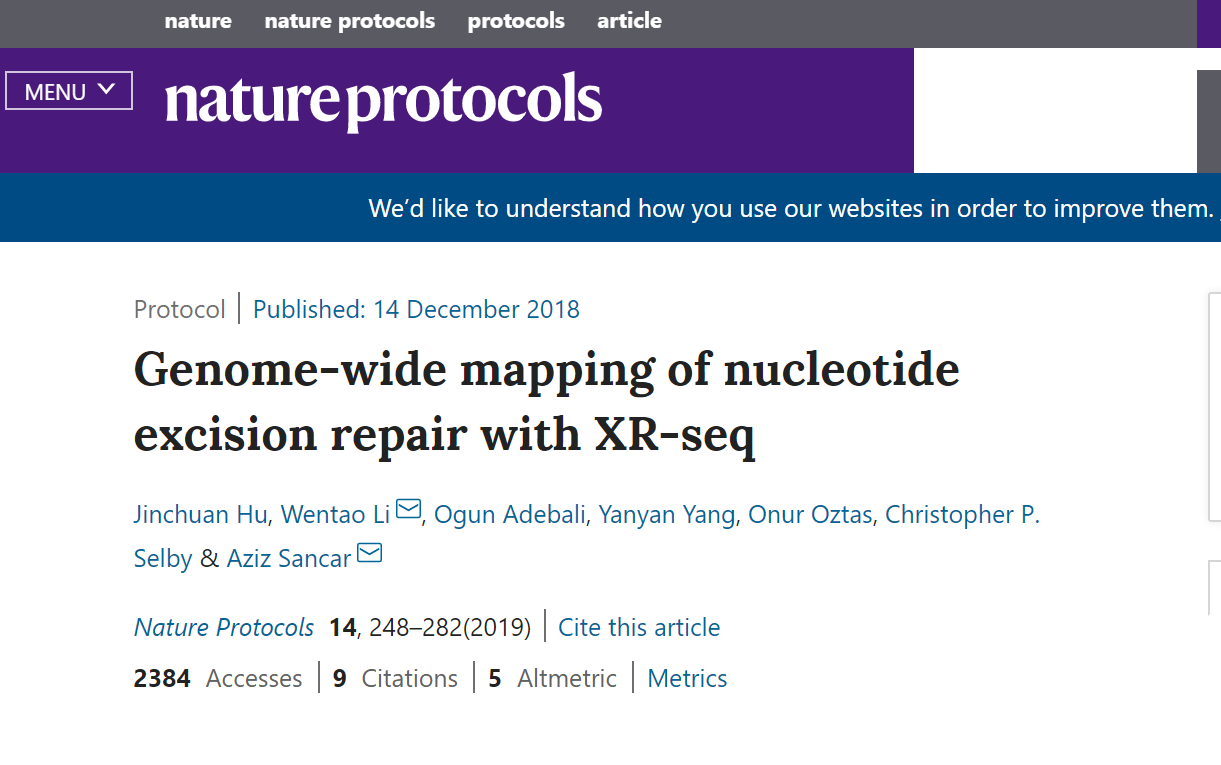 nature nature protocols protocols article
MENU
nature protocols
We'd like to understand how you use our websites in order to improve them.
Protocol | Published: 14 December 2018
Genome-wide mapping of nucleotide
excision repair with XR-seq
Jinchuan Hu, Wentao Li, Ogun Adebali, Yanyan Yang, Onur Oztas, Christopher P.
Selby & Aziz Sancar
Nature Protocols 14, 248–282(2019) | Cite this article
2384 Accesses | 9 Citations | 5 Altmetric | Metrics